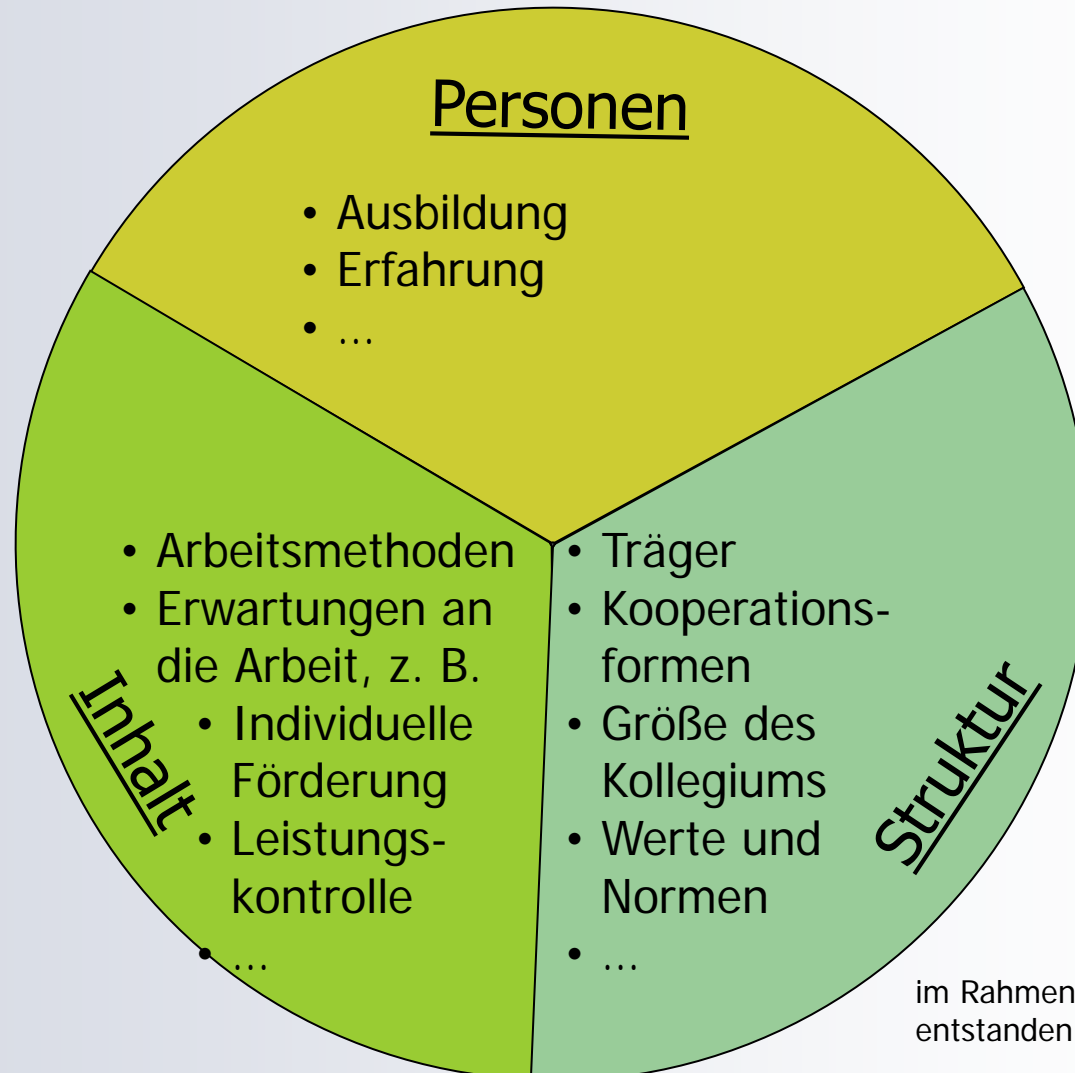 Personen
• Ausbildung
• Erfahrung
• ...
Inhalt
• Arbeitsmethoden
• Erwartungen an
die Arbeit, z. B.
• Individuelle
Förderung
• Leistungs-
kontrolle
• ...
Struktur
• Träger
• Kooperations-
formen
• Größe des
Kollegiums
• Werte und
Normen
• ...
im Rahmen
entstanden